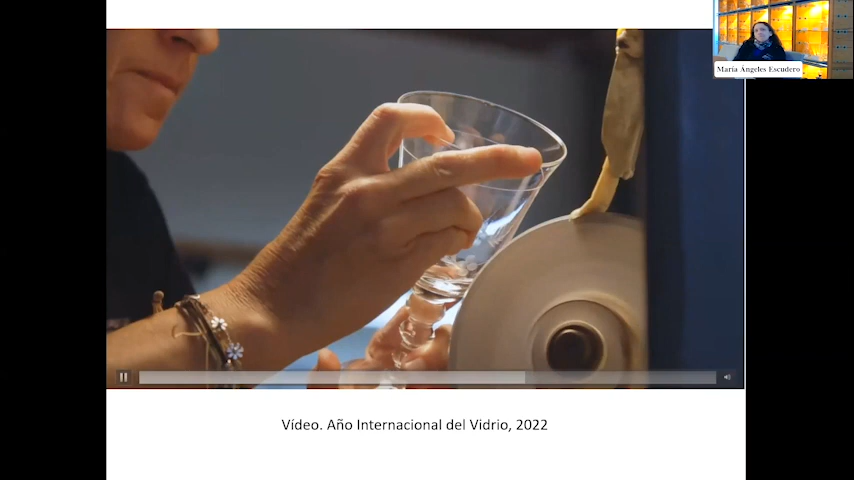 María Ángeles Escudero
Vídeo. Año Internacional del Vidrio, 2022